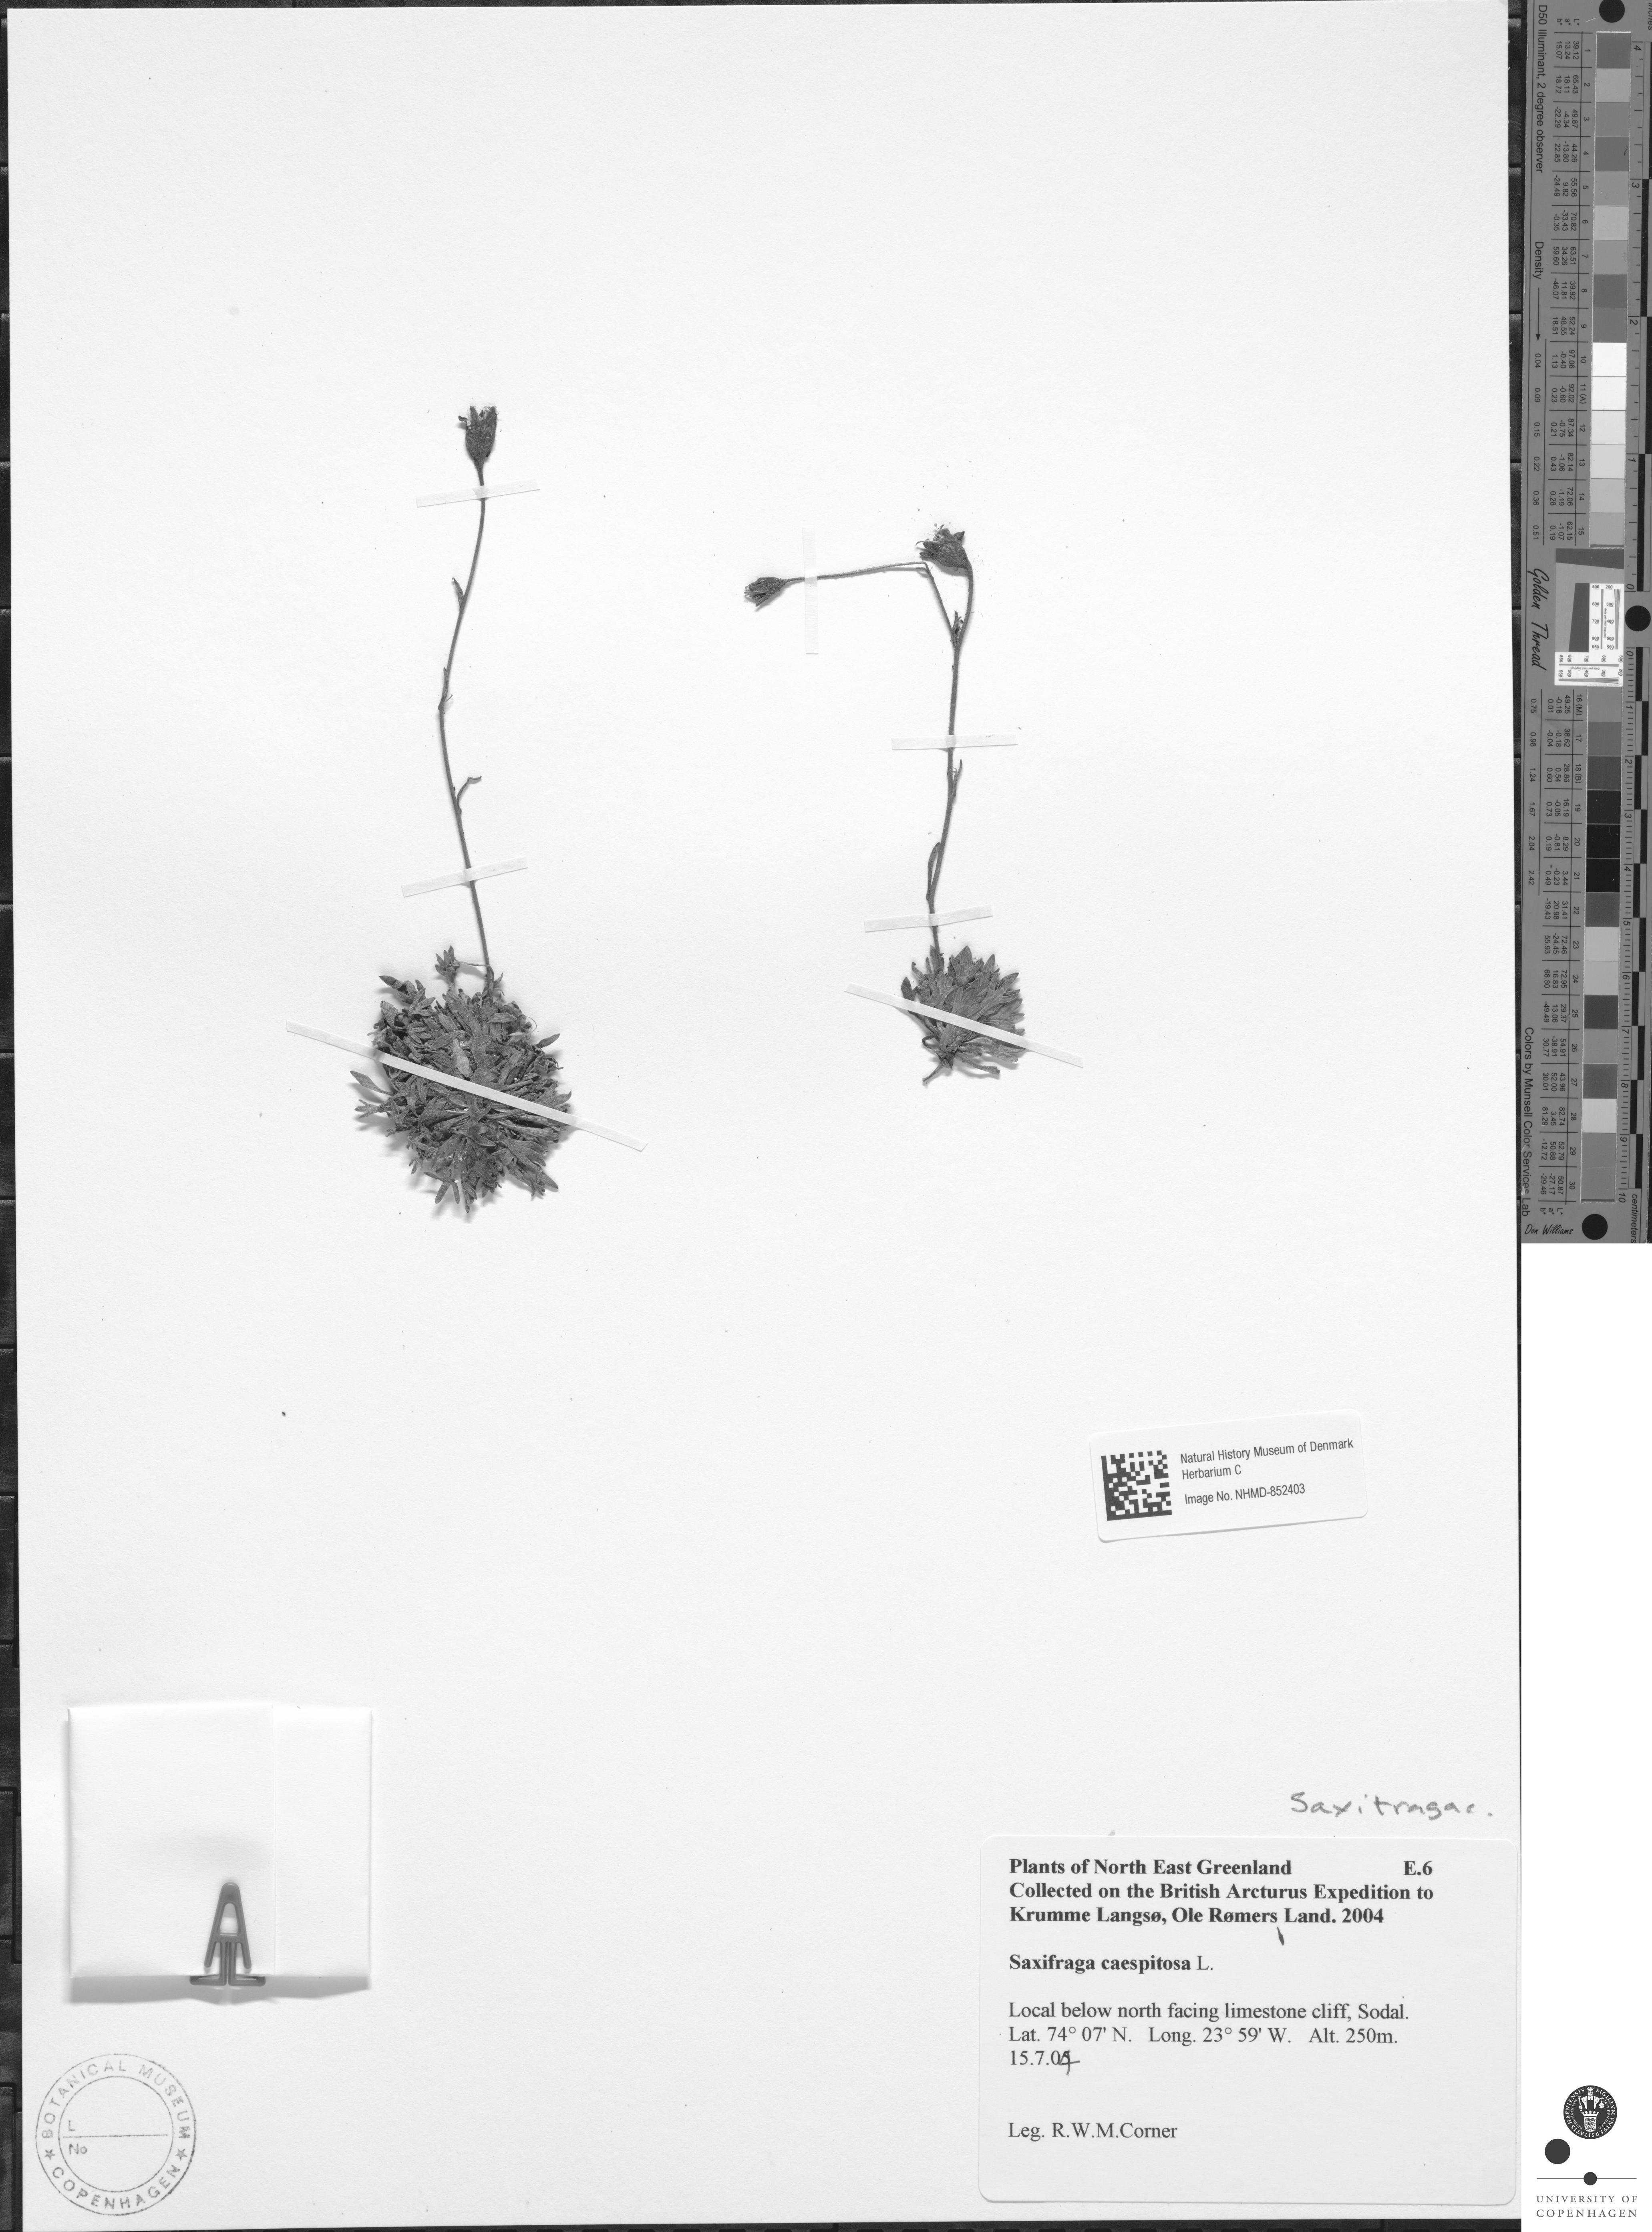 Natural History Museum of Denmark
Herbarium C
Image No. NHMD-852403
Saxifragac.
Plants of North East Greenland E.6
Collected on the British Arcturus Expedition to
Krumme Langsø, Ole Rømers Land. 2004
Saxifraga caespitosa L.
Local below north facing limestone cliff, Sodal.
Lat. 74° 07' N. Long. 23° 59' W. Alt. 250m.
15.7.04
Leg. R.W.M.Corner
BOTANICAL MUSEUM
L
No
COPENHAGEN
UNIVERSITY OF
COPENHAGEN
D50 Illuminant, 2 degree observer
Density
Golden Thread
Colors by Munsell Color Services Lab
Don Williams
centimeters